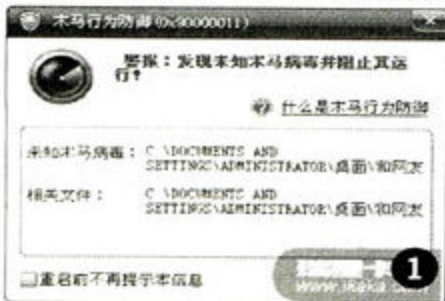 木马行为防御(0x90000011)
警报：发现未知木马病毒并阻止其运
行！
什么是木马行为防御
未知木马病毒： C:\DOCUMENTS AND
SETTINGS\ADMINISTRATOR\桌面\和网友
相关文件： C:\DOCUMENTS AND
SETTINGS\ADMINISTRATOR\桌面\和网友
重启前不再提示本信息
1